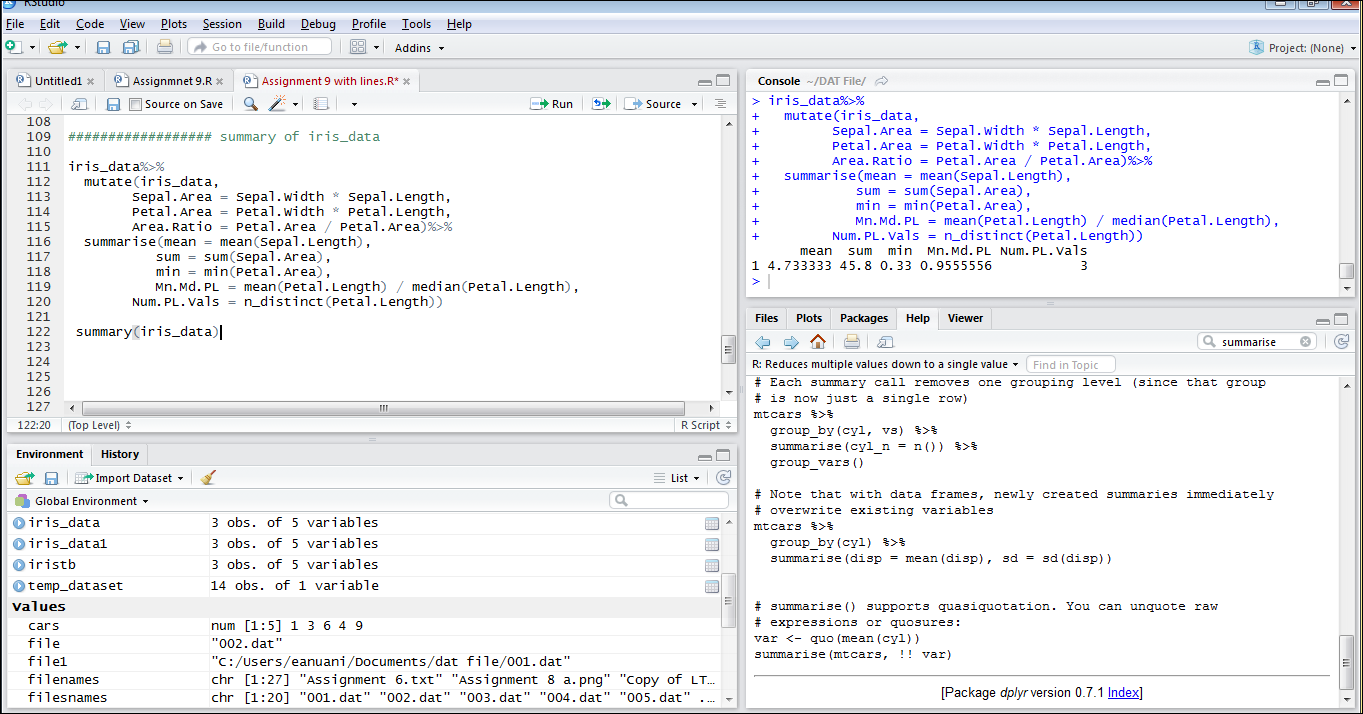 RStudio
File Edit Code View Plots Session Build Debug Profile Tools Help
Go to file/function Addins Project: (None)
Untitled1 Assignmnet 9.R Assignment 9 with lines.R*
Source on Save Run Source
108
109 ################## summary of iris_data
110
111 iris_data%>%
112 mutate(iris_data,
113 Sepal.Area = Sepal.Width * Sepal.Length,
114 Petal.Area = Petal.Width * Petal.Length,
115 Area.Ratio = Petal.Area / Petal.Area)%>%
116 summarise(mean = mean(Sepal.Length),
117 sum = sum(Sepal.Area),
118 min = min(Petal.Area),
119 Mn.Md.PL = mean(Petal.Length) / median(Petal.Length),
120 Num.PL.Vals = n_distinct(Petal.Length))
121
122 summary(iris_data)
123
124
125
126
127
122:20 (Top Level) R Script
Environment History
Import Dataset List
Global Environment
iris_data 3 obs. of 5 variables
iris_data1 3 obs. of 5 variables
iristb 3 obs. of 5 variables
temp_dataset 14 obs. of 1 variable
Values
cars num [1:5] 1 3 6 4 9
file "002.dat"
file1 "C:/Users/eanuani/Documents/dat file/001.dat"
filenames chr [1:27] "Assignment 6.txt" "Assignment 8 a.png" "Copy of LT…
filesnames chr [1:20] "001.dat" "002.dat" "003.dat" "004.dat" "005.dat" .…
Console ~/DAT File/
> iris_data%>%
+ mutate(iris_data,
+ Sepal.Area = Sepal.Width * Sepal.Length,
+ Petal.Area = Petal.Width * Petal.Length,
+ Area.Ratio = Petal.Area / Petal.Area)%>%
+ summarise(mean = mean(Sepal.Length),
+ sum = sum(Sepal.Area),
+ min = min(Petal.Area),
+ Mn.Md.PL = mean(Petal.Length) / median(Petal.Length),
+ Num.PL.Vals = n_distinct(Petal.Length))
mean sum min Mn.Md.PL Num.PL.Vals
1 4.733333 45.8 0.33 0.9555556 3
>
Files Plots Packages Help Viewer
summarise
R: Reduces multiple values down to a single value Find in Topic
# Each summary call removes one grouping level (since that group
# is now just a single row)
mtcars %>%
group_by(cyl, vs) %>%
summarise(cyl_n = n()) %>%
group_vars()
# Note that with data frames, newly created summaries immediately
# overwrite existing variables
mtcars %>%
group_by(cyl) %>%
summarise(disp = mean(disp), sd = sd(disp))
# summarise() supports quasiquotation. You can unquote raw
# expressions or quosures:
var <- quo(mean(cyl))
summarise(mtcars, !! var)
[Package dplyr version 0.7.1 Index]